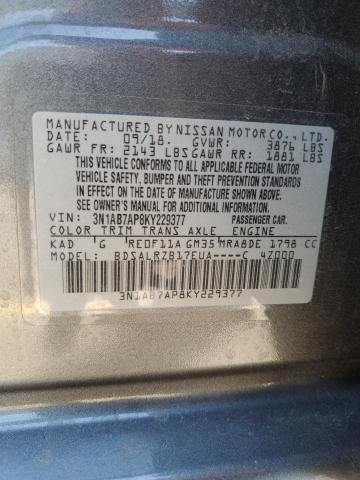 MANUFACTURED BY NISSAN MOTOR CO., LTD.
DATE: 09/18. GVWR: 3876 LBS
GAWR FR: 2143 LBS GAWR RR: 1881 LBS
THIS VEHICLE CONFORMS TO ALL APPLICABLE FEDERAL MOTOR
VEHICLE SAFETY, BUMPER AND THEFT PREVENTION STANDARDS
IN EFFECT ON THE DATE OF MANUFACTURE SHOWN ABOVE.
OWNER'S MANUAL FOR ADDITIONAL INFORMATION.
VIN: 3N1AB7AP8KY229377 PASSENGER CAR.
COLOR TRIM TRANS AXLE ENGINE
KAD 'G 'RE0F11A GM35 MRA8DE 1798 CC
MODEL: BDSALRZB17EUA----C 4Z000
3N1AB7AP8KY229377